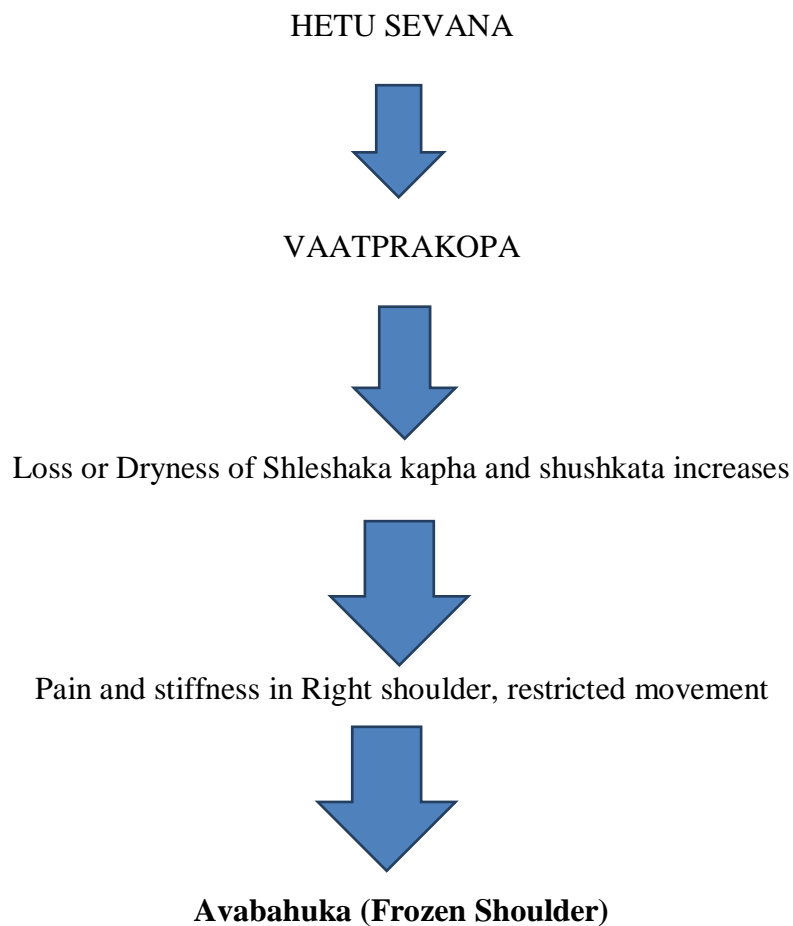 HETU SEVANA
VAATPRAKOPA
Loss or Dryness of Shleshaka kapha and shushkata increases
Pain and stiffness in Right shoulder, restricted movement
Avabahuka (Frozen Shoulder)